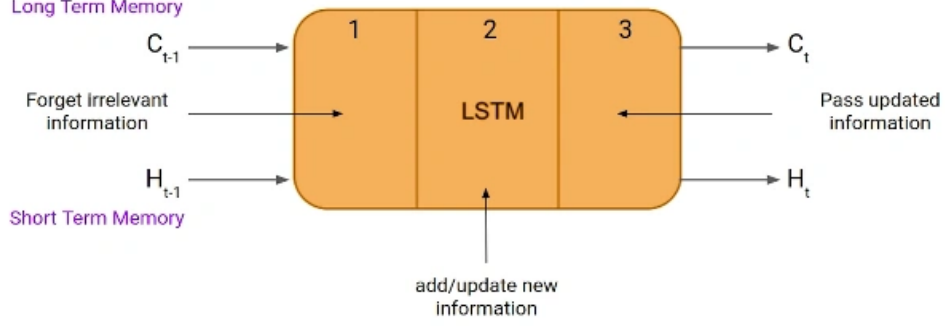 Long Term Memory
1
2
3
C t-1
C t
Forget irrelevant
information
LSTM
Pass updated
information
H t-1
H t
Short Term Memory
add/update new
information